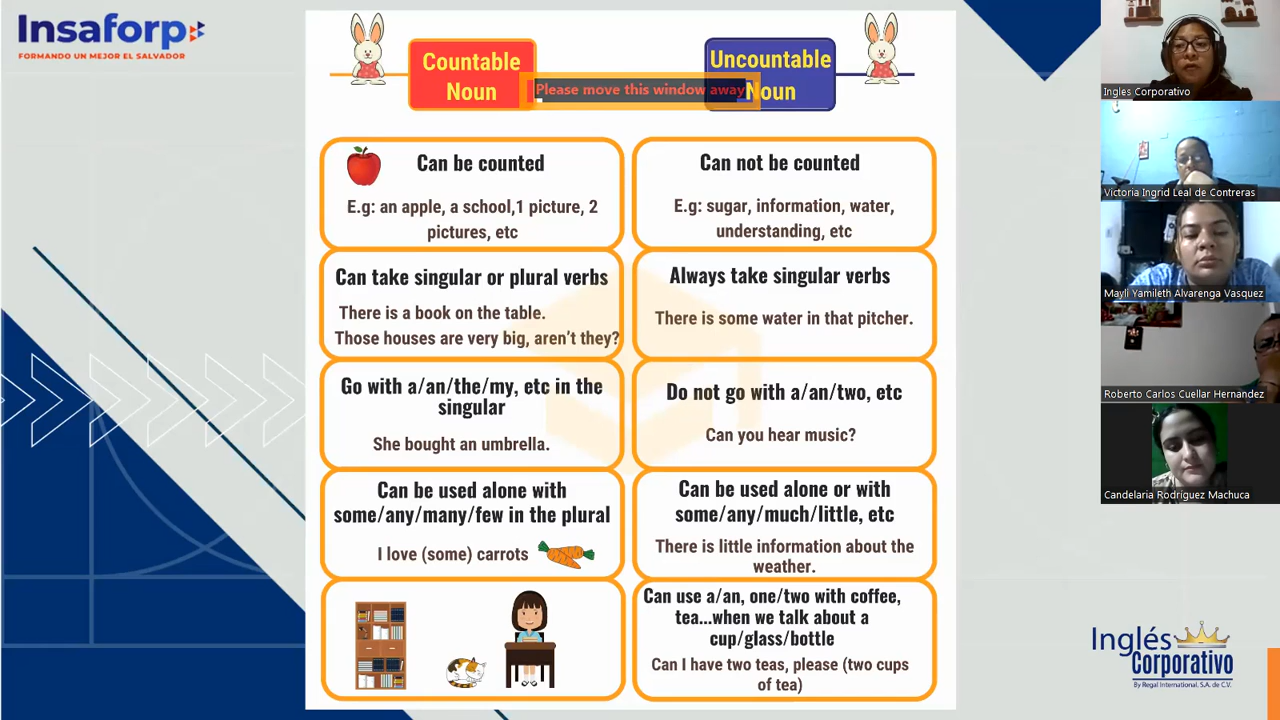 Insaforp
FORMANDO UN MEJOR EL SALVADOR
Countable
Noun
Uncountable
Noun
Please move this window away
Can be counted
E.g: an apple, a school,1 picture, 2
pictures, etc
Can not be counted
E.g: sugar, information, water,
understanding, etc
Can take singular or plural verbs
There is a book on the table.
Those houses are very big, aren't they?
Always take singular verbs
There is some water in that pitcher.
Go with a/an/the/my, etc in the
singular
She bought an umbrella.
Do not go with a/an/two, etc
Can you hear music?
Can be used alone with
some/any/many/few in the plural
I love (some) carrots
Can be used alone or with
some/any/much/little, etc
There is little information about the
weather.
Can use a/an, one/two with coffee,
tea...when we talk about a
cup/glass/bottle
Can I have two teas, please (two cups
of tea)
Ingles Corporativo
Victoria Ingrid Leal de Contreras
Mayli Yamileth Alvarenga Vasquez
Roberto Carlos Cuellar Hernandez
Candelaria Rodríguez Machuca
Inglés
Corporativo
By Regal International, S.A. de C.V.